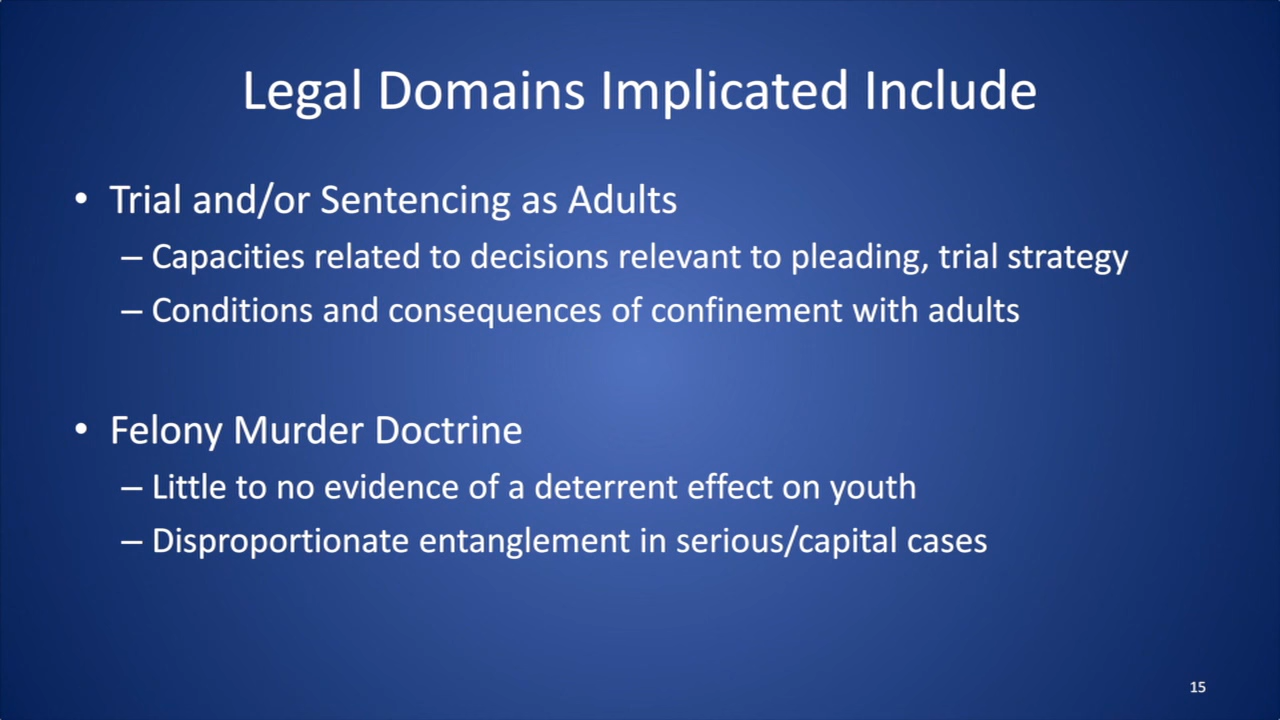 Legal Domains Implicated Include
• Trial and/or Sentencing as Adults
– Capacities related to decisions relevant to pleading, trial strategy
– Conditions and consequences of confinement with adults
• Felony Murder Doctrine
– Little to no evidence of a deterrent effect on youth
– Disproportionate entanglement in serious/capital cases
15